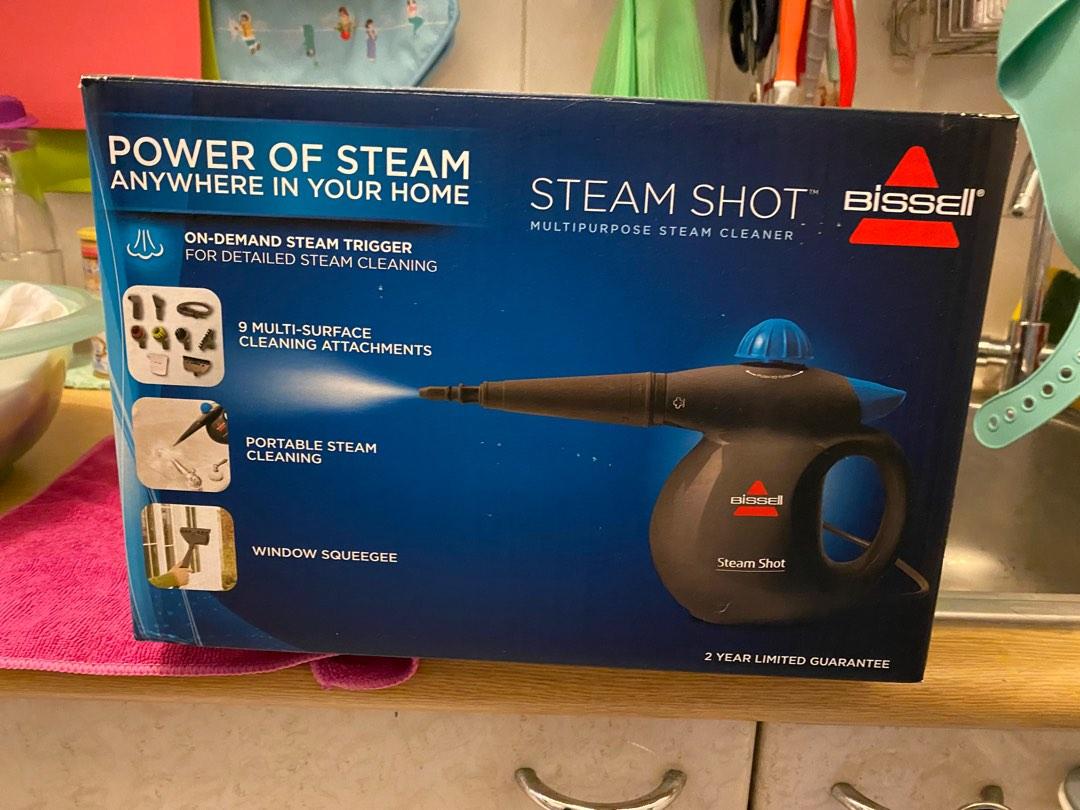 POWER OF STEAM
ANYWHERE IN YOUR HOME
ON-DEMAND STEAM TRIGGER
FOR DETAILED STEAM CLEANING
9 MULTI-SURFACE
CLEANING ATTACHMENTS
PORTABLE STEAM
CLEANING
WINDOW SQUEEGEE
STEAM SHOT™
MULTIPURPOSE STEAM CLEANER
BISSELL®
BISSELL
Steam Shot
2 YEAR LIMITED GUARANTEE